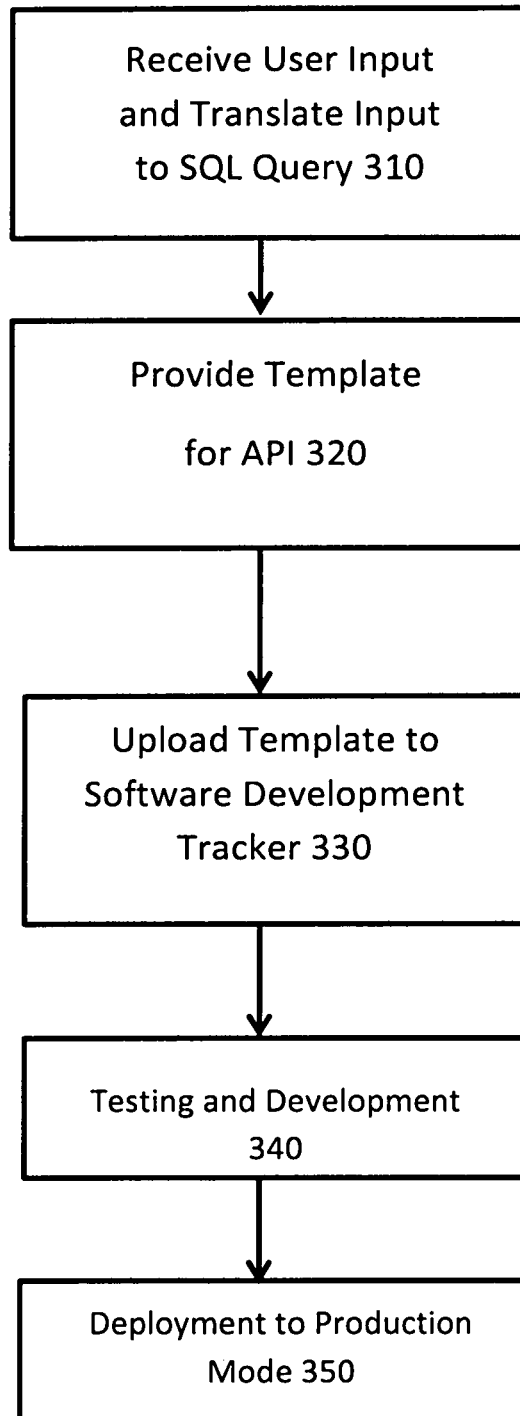 Receive User Input
and Translate Input
to SQL Query 310
Provide Template
for API 320
Upload Template to
Software Development
Tracker 330
Testing and Development
340
Deployment to Production
Mode 350